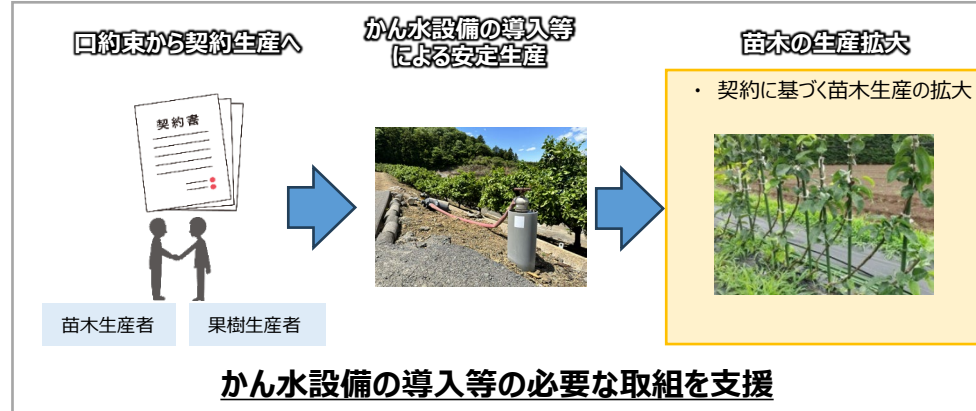 口約束から契約生産へ
かん水設備の導入等
による安定生産
苗木の生産拡大
・ 契約に基づく苗木生産の拡大
契約書
苗木生産者
果樹生産者
かん水設備の導入等の必要な取組を支援